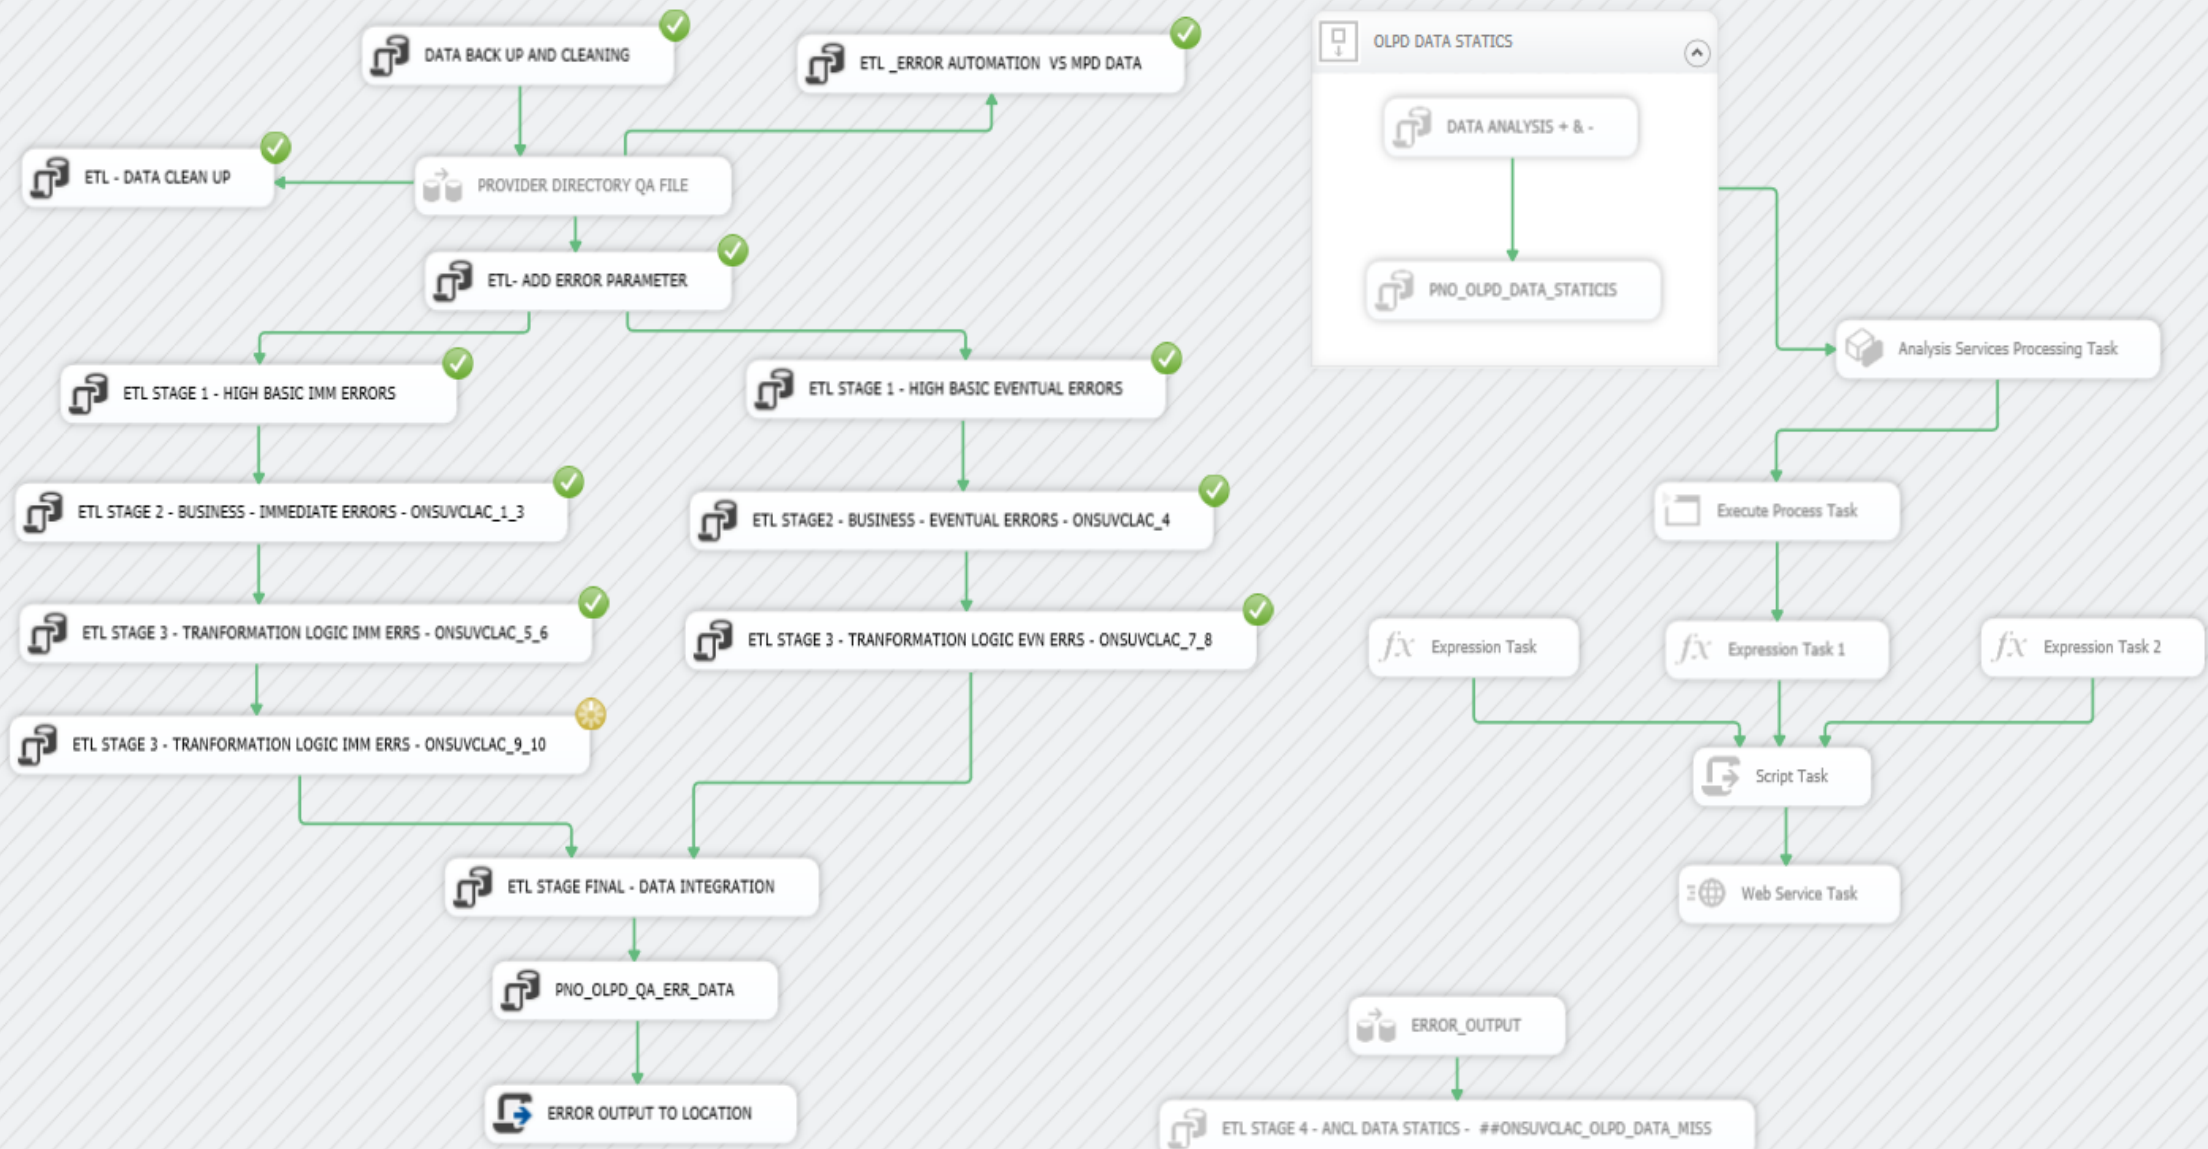 DATA BACK UP AND CLEANING
ETL _ERROR AUTOMATION  VS MPD DATA
ETL - DATA CLEAN UP
PROVIDER DIRECTORY QA FILE
ETL- ADD ERROR PARAMETER
ETL STAGE 1 - HIGH BASIC IMM ERRORS
ETL STAGE 1 - HIGH BASIC EVENTUAL ERRORS
ETL STAGE 2 - BUSINESS - IMMEDIATE ERRORS - ONSUVCLAC_1_3
ETL STAGE2 - BUSINESS - EVENTUAL ERRORS - ONSUVCLAC_4
ETL STAGE 3 - TRANFORMATION LOGIC IMM ERRS - ONSUVCLAC_5_6
ETL STAGE 3 - TRANFORMATION LOGIC EVN ERRS - ONSUVCLAC_7_8
ETL STAGE 3 - TRANFORMATION LOGIC IMM ERRS - ONSUVCLAC_9_10
ETL STAGE FINAL - DATA INTEGRATION
PNO_OLPD_QA_ERR_DATA
ERROR OUTPUT TO LOCATION
OLPD DATA STATICS
DATA ANALYSIS + & -
PNO_OLPD_DATA_STATICIS
Analysis Services Processing Task
Execute Process Task
fx Expression Task
fx Expression Task 1
fx Expression Task 2
Script Task
Web Service Task
ERROR_OUTPUT
ETL STAGE 4 - ANCL DATA STATICS -  ##ONSUVCLAC_OLPD_DATA_MISS